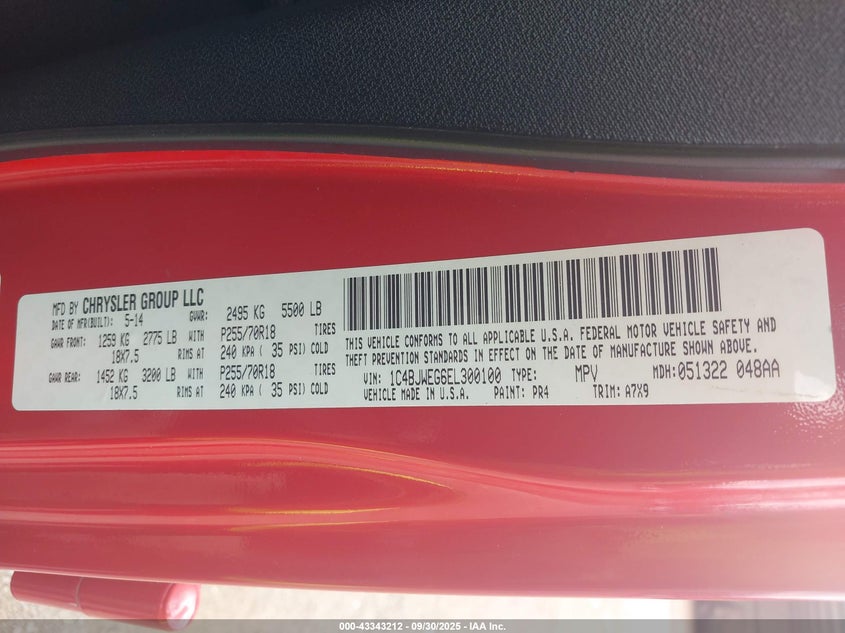 MFD BY CHRYSLER GROUP LLC
DATE OF MFR(BUILT): 5-14 GVWR: 2495 KG 5500 LB
GAWR FRONT: 1259 KG 2775 LB WITH P255/70R18 TIRES
18X7.5 RIMS AT 240 KPA ( 35 PSI) COLD
GAWR REAR: 1452 KG 3200 LB WITH P255/70R18 TIRES
18X7.5 RIMS AT 240 KPA ( 35 PSI) COLD
THIS VEHICLE CONFORMS TO ALL APPLICABLE U.S.A. FEDERAL MOTOR VEHICLE SAFETY AND
THEFT PREVENTION STANDARDS IN EFFECT ON THE DATE OF MANUFACTURE SHOWN ABOVE.
VIN: 1C4BJWEG6EL300100 TYPE: MPV MDH: 051322 048AA
VEHICLE MADE IN U.S.A. PAINT: PR4 TRIM: A7X9
000-43343212 - 09/30/2025 - IAA Inc.